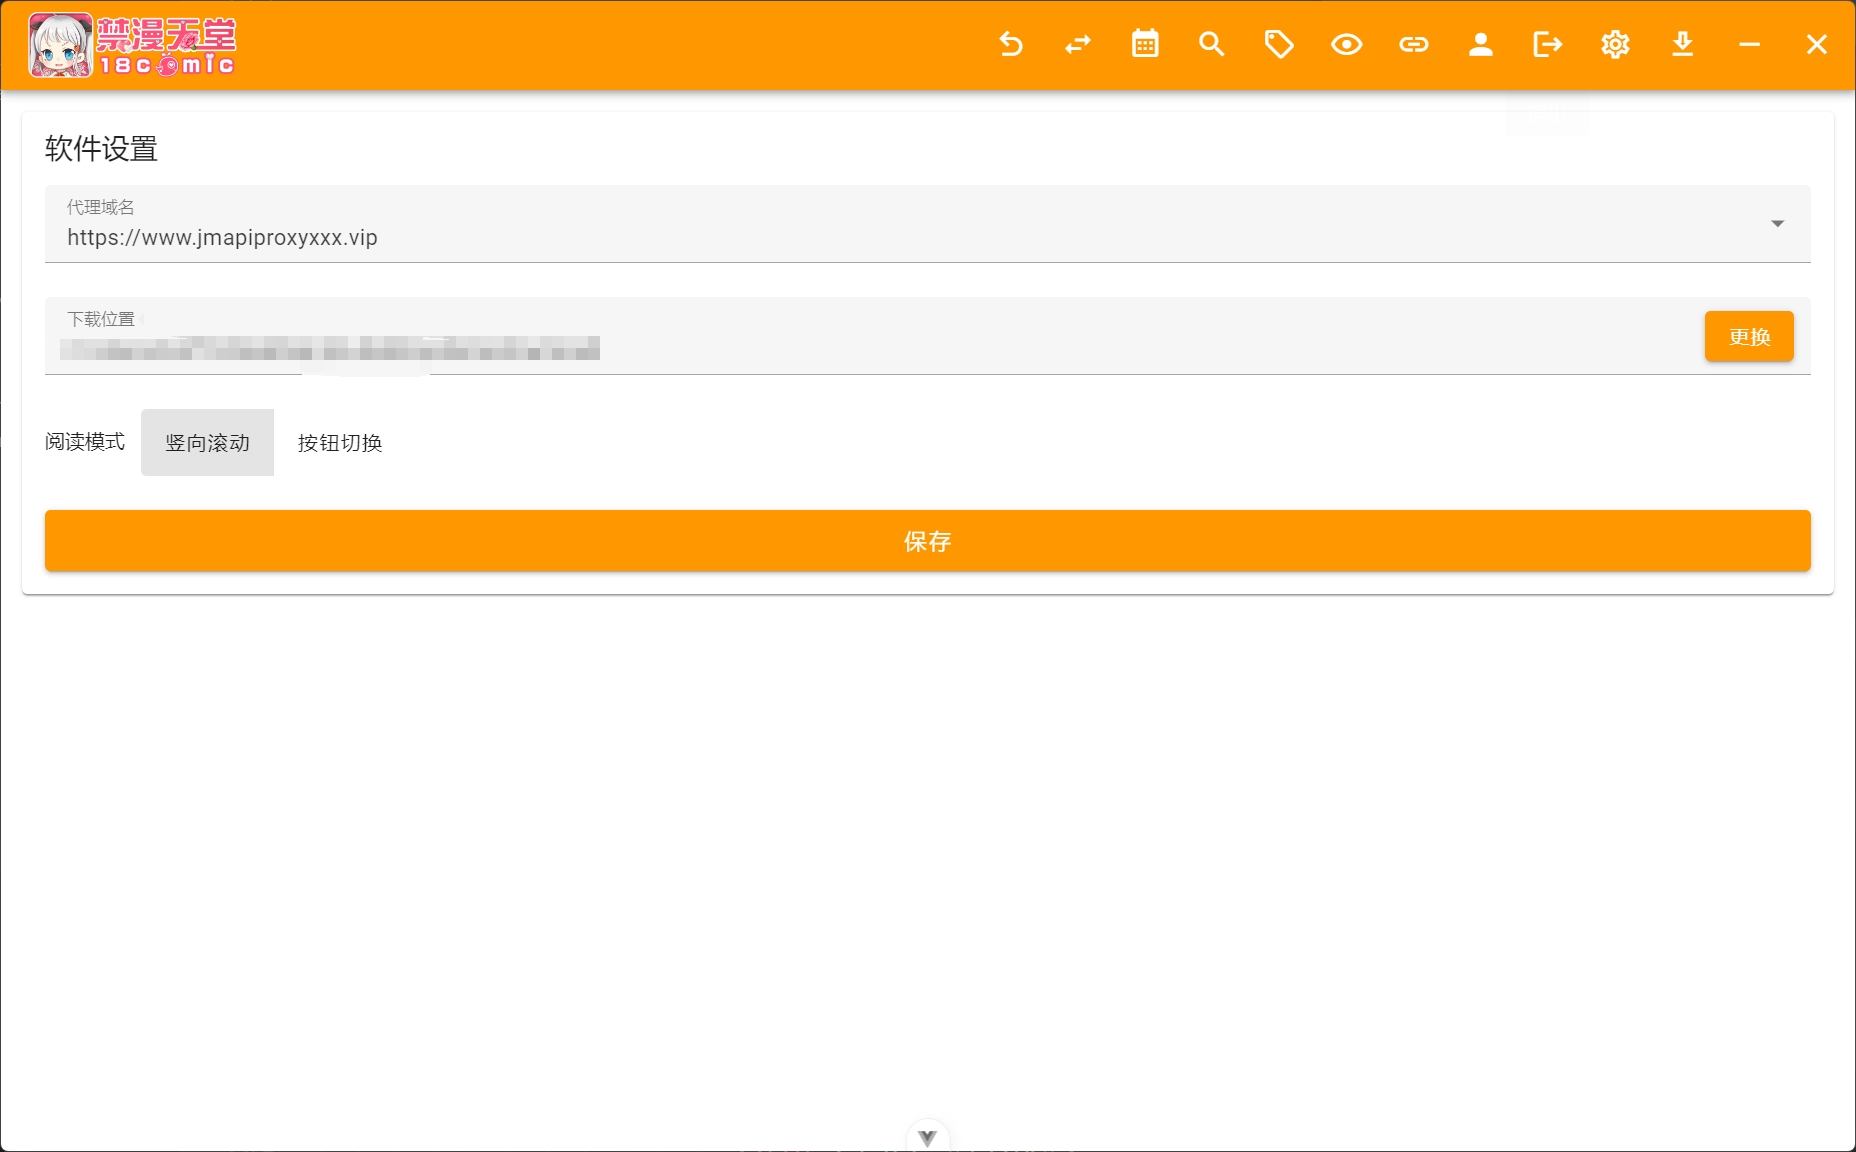 禁漫天堂
18comic
软件设置
代理域名
https://www.jmapiproxyxxx.vip
下载位置
更换
阅读模式 竖向滚动 按钮切换
保存